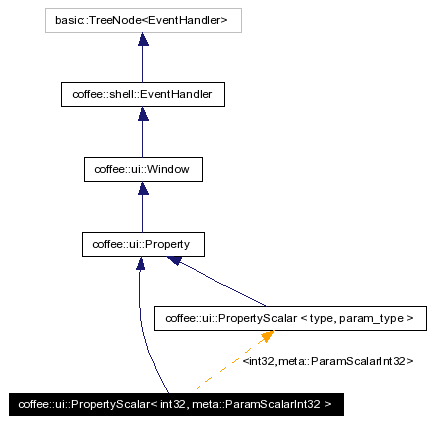 basic::TreeNode<EventHandler>
coffee::shell::EventHandler
coffee::ui::Window
coffee::ui::Property
coffee::ui::PropertyScalar < type, param_type >
<int32,meta::ParamScalarInt32>
coffee::ui::PropertyScalar< int32, meta::ParamScalarInt32 >